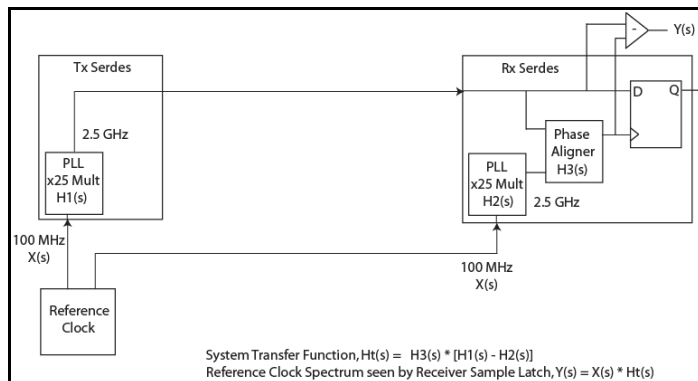 Tx Serdes
2.5 GHz
PLL
x25 Mult
H1(s)
100 MHz
X(s)
Reference
Clock
Y(s)
-
Rx Serdes
D
Q
Phase
Aligner
H3(s)
PLL
x25 Mult
H2(s)
2.5 GHz
100 MHz
X(s)
System Transfer Function, Ht(s) = H3(s) * [H1(s) - H2(s)]
Reference Clock Spectrum seen by Receiver Sample Latch, Y(s) = X(s) * Ht(s)